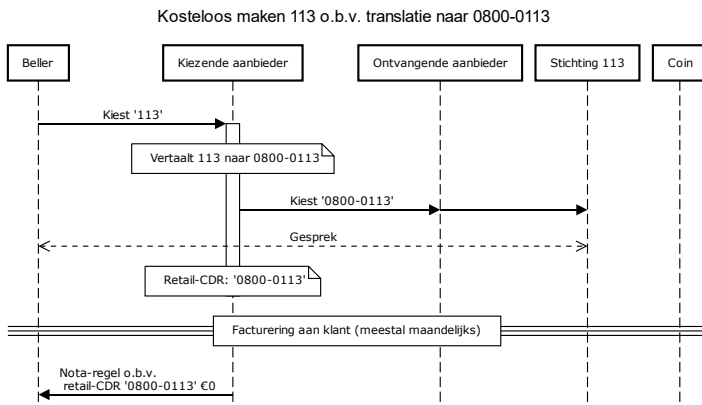 Kosteloos maken 113 o.b.v. translatie naar 0800-0113
Beller
Kiezende aanbieder
Ontvangende aanbieder
Stichting 113
Coin
Kiest '113'
Vertaalt 113 naar 0800-0113
Kiest '0800-0113'
Gesprek
Retail-CDR: '0800-0113'
Facturering aan klant (meestal maandelijks)
Nota-regel o.b.v.
retail-CDR '0800-0113' €0